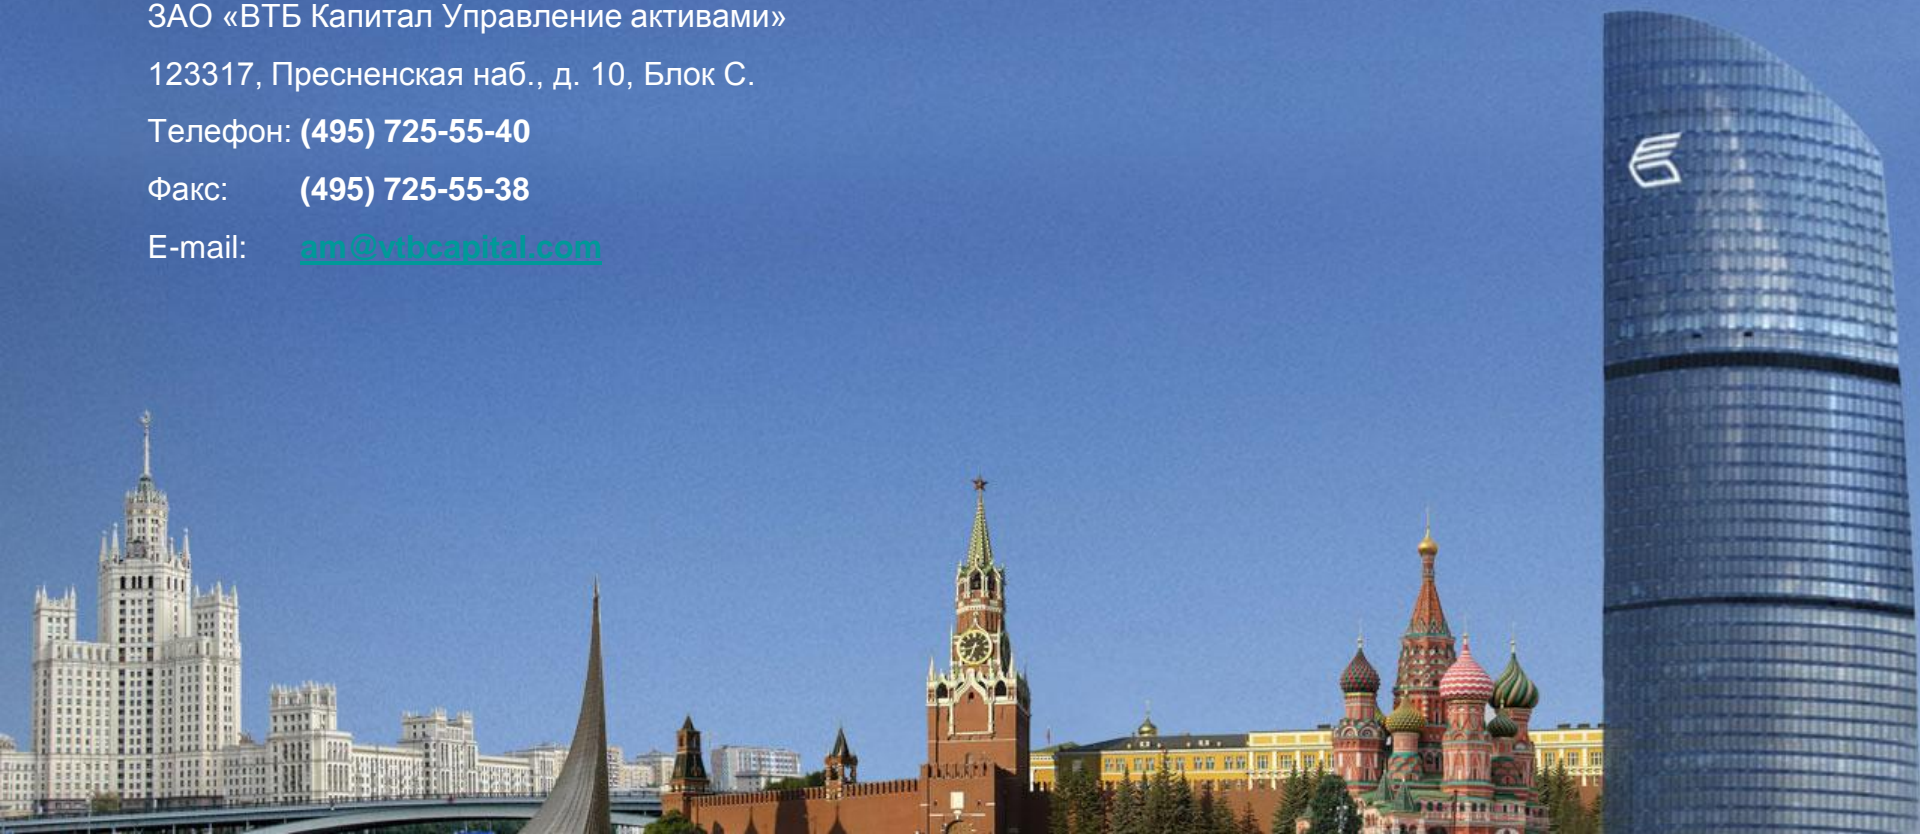 ЗАО «ВТБ Капитал Управление активами»
123317, Пресненская наб., д. 10, Блок С.
Телефон: (495) 725-55-40
Факс: (495) 725-55-38
E-mail: am@vtbcapital.com